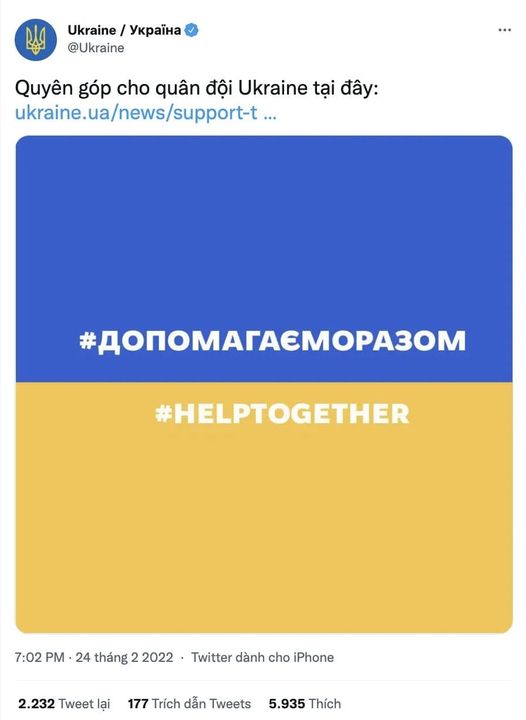 Ukraine / Україна
@Ukraine
Quyên góp cho quân đội Ukraine tại đây:
ukraine.ua/news/support-t ...
#ДОПОМАГАЄМОРАЗОМ
#HELPTOGETHER
7:02 PM · 24 tháng 2 2022 · Twitter dành cho iPhone
2.232 Tweet lại 177 Trích dẫn Tweets 5.935 Thích